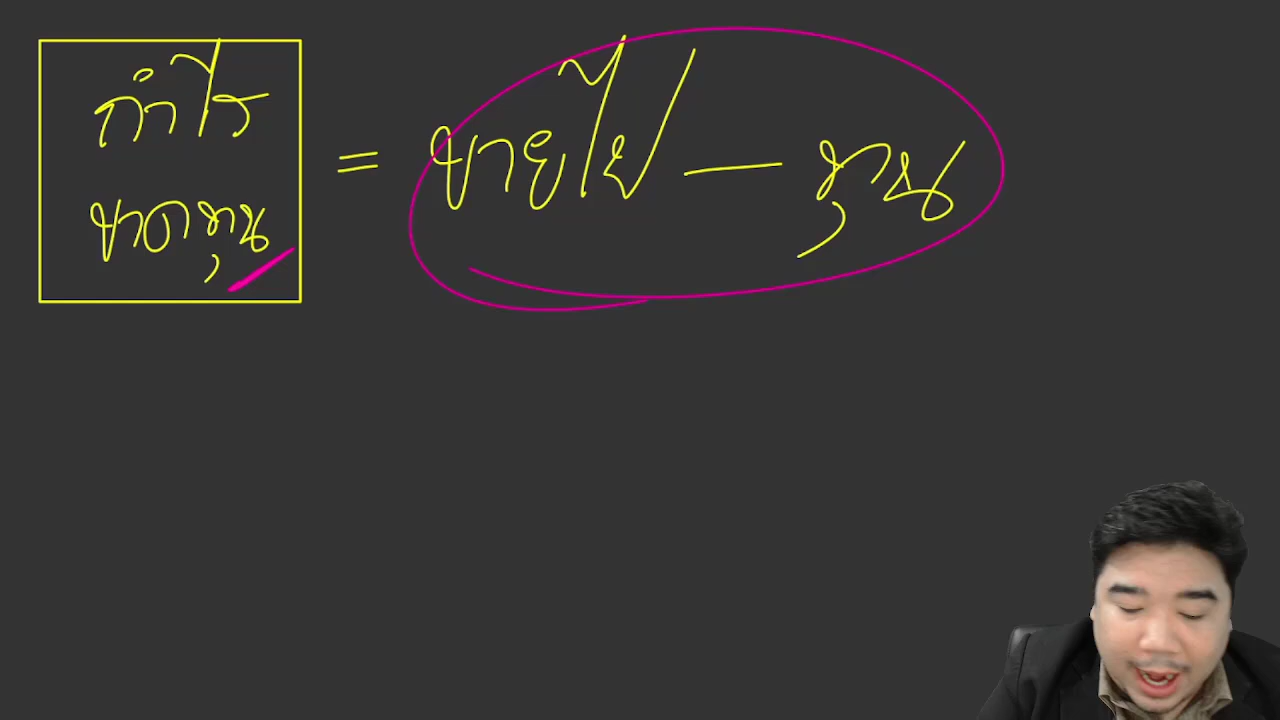 กำไร
ขาดทุน
= ขายไป - ทุน